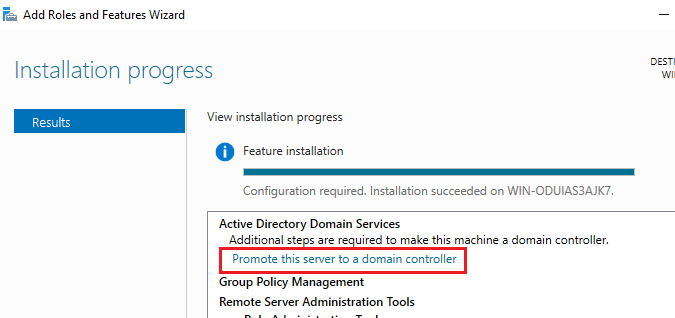 Add Roles and Features Wizard
Installation progress
DESTI
WI
Results
View installation progress
Feature installation
Configuration required. Installation succeeded on WIN-ODUIAS3AJK7.
Active Directory Domain Services
Additional steps are required to make this machine a domain controller.
Promote this server to a domain controller
Group Policy Management
Remote Server Administration Tools